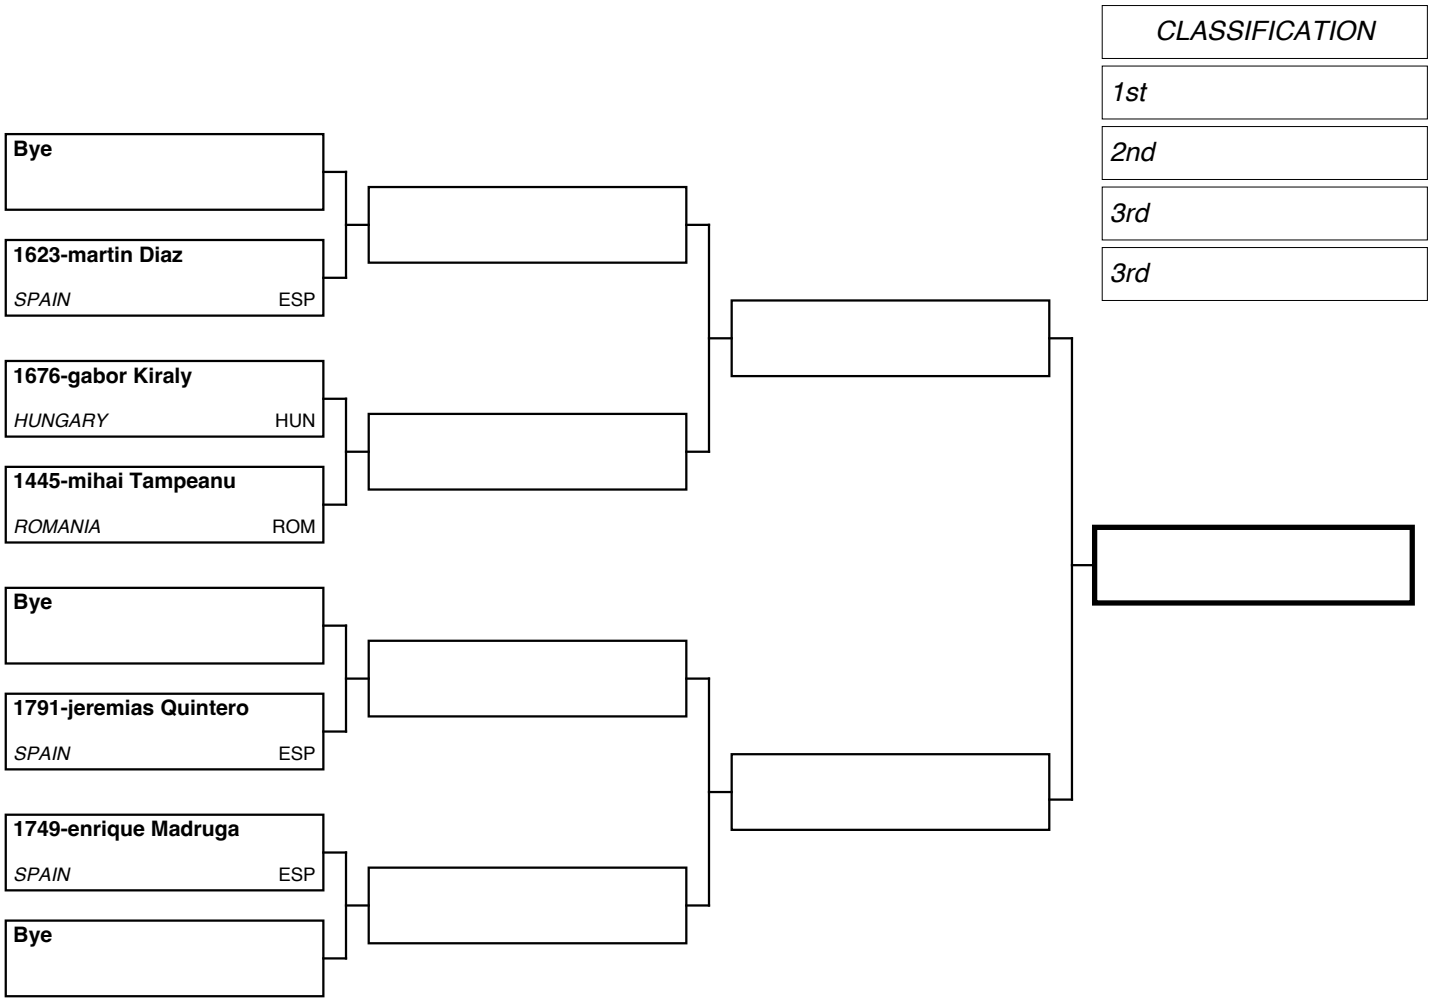 CLASSIFICATION
1st
2nd
3rd
3rd
Bye
1623-martin Diaz
SPAIN ESP
1676-gabor Kiraly
HUNGARY HUN
1445-mihai Tampeanu
ROMANIA ROM
Bye
1791-jeremias Quintero
SPAIN ESP
1749-enrique Madruga
SPAIN ESP
Bye